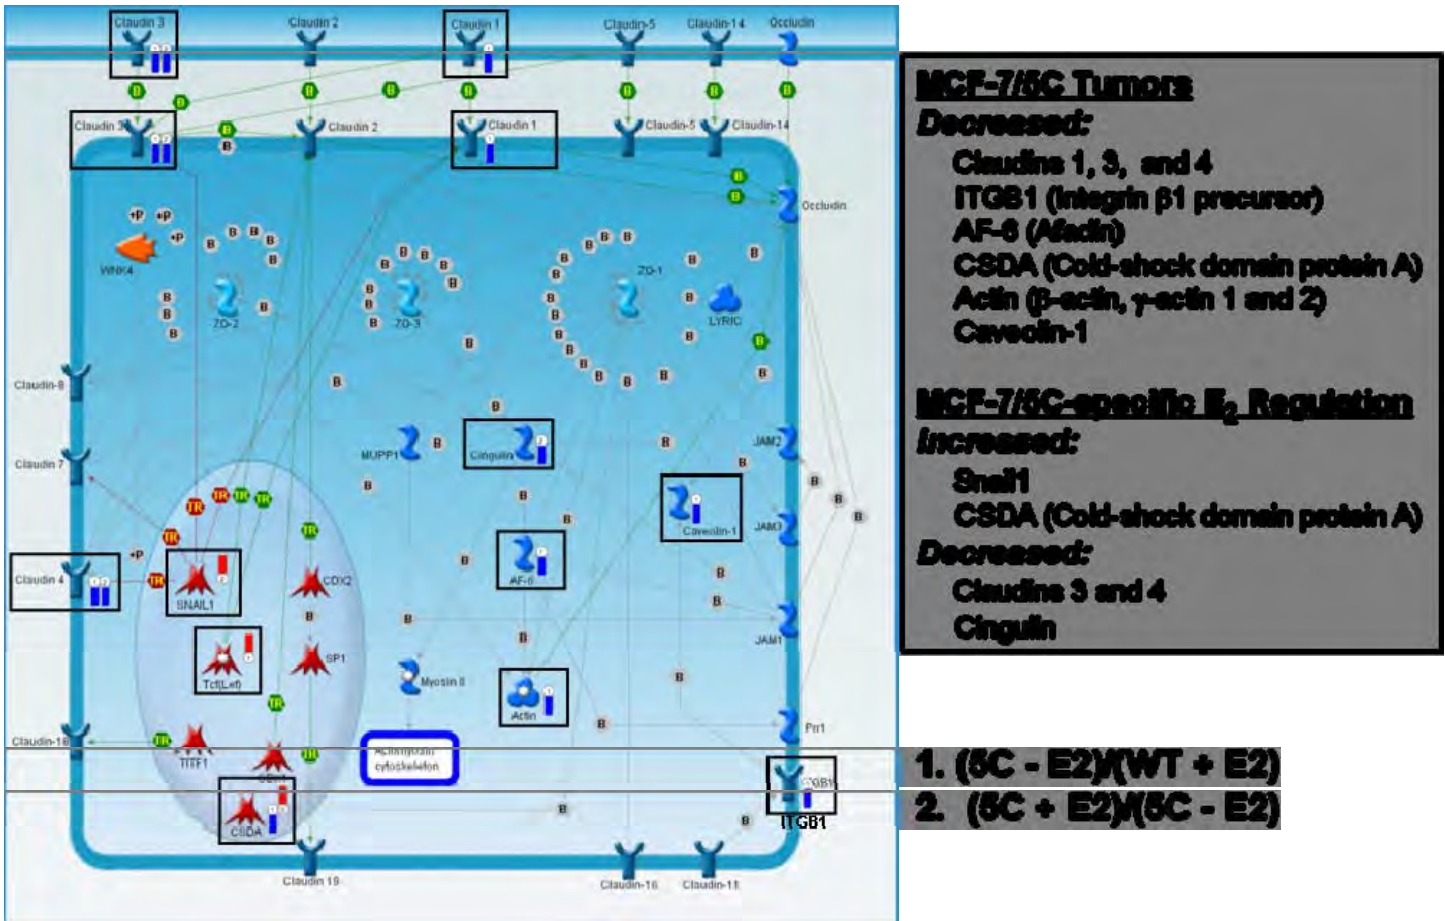 Claudin 3
Claudin 2
Claudin 1
Claudin-5
Claudin-14
Occludin
Claudin 3
Claudin 2
Claudin 1
Claudin-5
Claudin-14
Occludin
WNK4
ZO-2
ZO-3
ZO-1
LYRIC
Claudin-8
Claudin 7
MUPP1
Cingulin
JAM2
Caveolin-1
JAM3
Claudin 4
SNAIL1
CDX2
AF-6
Tcf(Lef)
SP1
JAM1
Myosin II
Actin
Claudin-18
TITF1
cytoskeleton
CSDA
ITGB1
Claudin 19
Claudin-16
MCF-7/5C Tumors
Decreased:
Claudins 1, 3, and 4
ITGB1 (Integrin β1 precursor)
AF-6 (Afadin)
CSDA (Cold-shock domain protein A)
Actin (β-actin, γ-actin 1 and 2)
Caveolin-1
MCF-7/5C-specific E₂ Regulation
Increased:
Snail1
CSDA (Cold-shock domain protein A)
Decreased:
Claudins 3 and 4
Cingulin
1. (5C - E2)/(WT + E2)
2. (5C + E2)/(5C - E2)